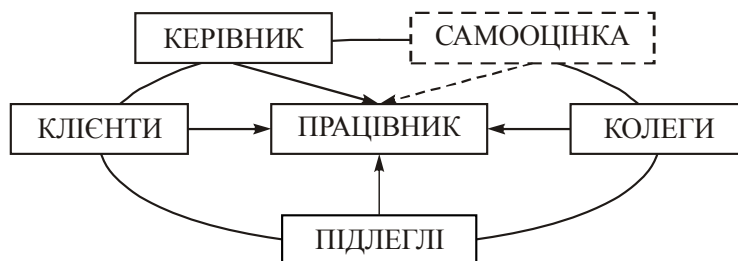 КЕРІВНИК
САМООЦІНКА
КЛІЄНТИ
ПРАЦІВНИК
КОЛЕГИ
ПІДЛЕГЛІ